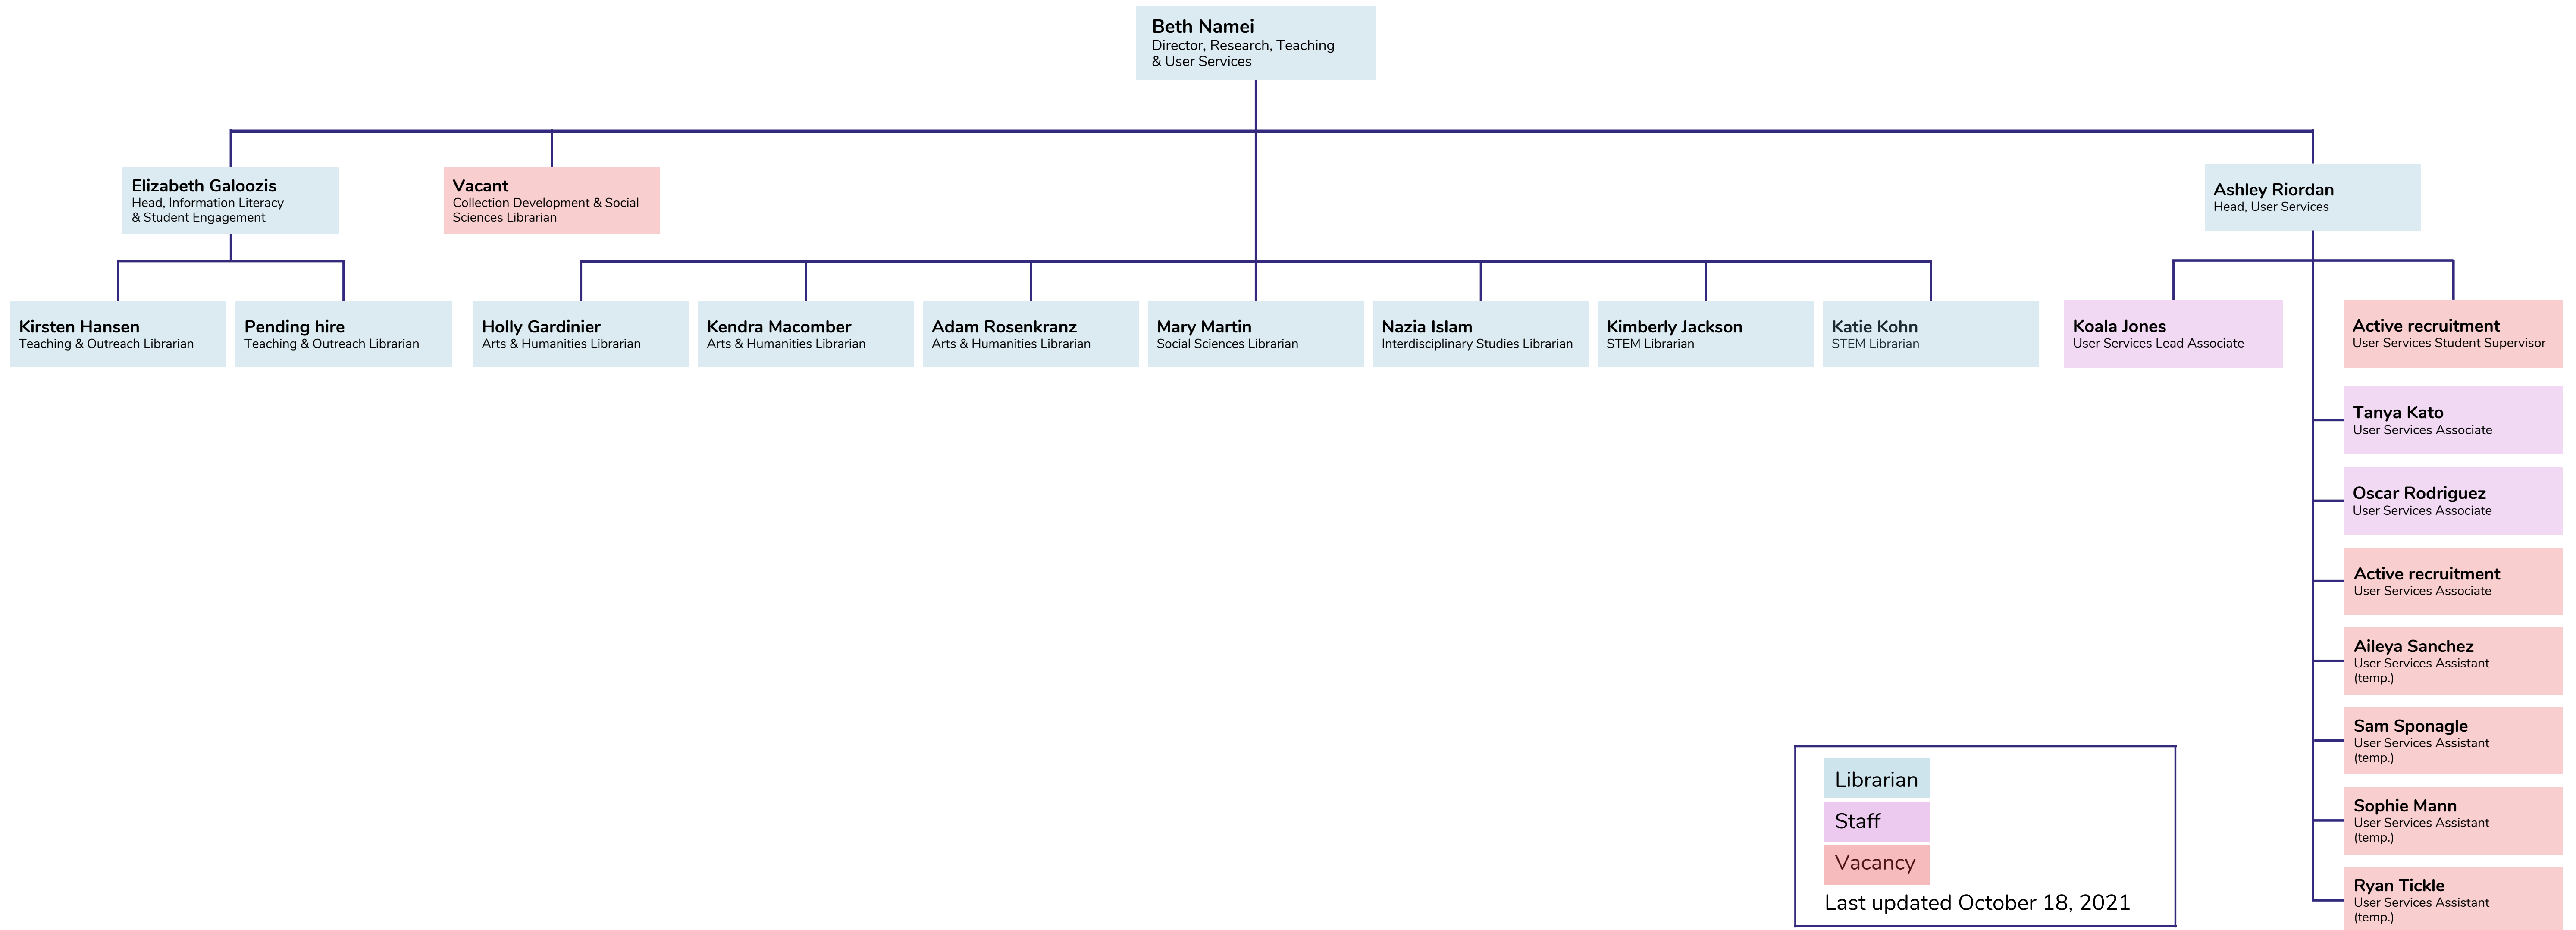 Beth Namei
Director, Research, Teaching
& User Services
Elizabeth Galoozis
Head, Information Literacy
& Student Engagement
Vacant
Collection Development & Social
Sciences Librarian
Ashley Riordan
Head, User Services
Kirsten Hansen
Teaching & Outreach Librarian
Pending hire
Teaching & Outreach Librarian
Holly Gardinier
Arts & Humanities Librarian
Kendra Macomber
Arts & Humanities Librarian
Adam Rosenkranz
Arts & Humanities Librarian
Mary Martin
Social Sciences Librarian
Nazia Islam
Interdisciplinary Studies Librarian
Kimberly Jackson
STEM Librarian
Katie Kohn
STEM Librarian
Koala Jones
User Services Lead Associate
Active recruitment
User Services Student Supervisor
Tanya Kato
User Services Associate
Oscar Rodriguez
User Services Associate
Active recruitment
User Services Associate
Aileya Sanchez
User Services Assistant
(temp.)
Sam Sponagle
User Services Assistant
(temp.)
Sophie Mann
User Services Assistant
(temp.)
Ryan Tickle
User Services Assistant
(temp.)
Librarian
Staff
Vacancy
Last updated October 18, 2021